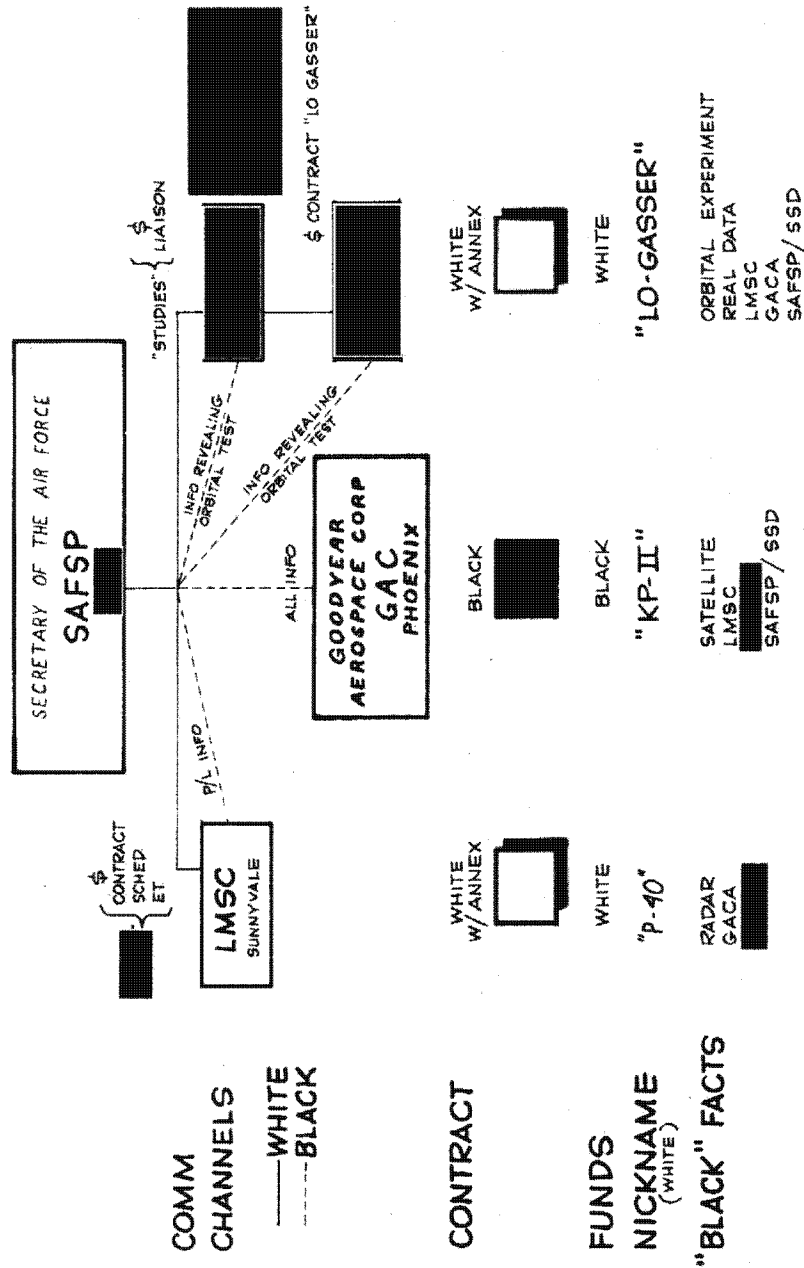 SECRETARY OF THE AIR FORCE
SAFSP
$
CONTRACT
SCHED
ET
"STUDIES"
$
LIAISON
$ CONTRACT "LO GASSER"
COMM
CHANNELS
WHITE
BLACK
LMSC
SUNNYVALE
P/L INFO
ALL INFO
INFO REVEALING
ORBITAL TEST
INFO REVEALING
ORBITAL TEST
GOODYEAR
AEROSPACE CORP
GAC
PHOENIX
CONTRACT
WHITE
W/ ANNEX
BLACK
WHITE
W/ ANNEX
FUNDS
WHITE
BLACK
WHITE
NICKNAME
(WHITE)
"P-40"
"KP-II"
"LO-GASSER"
"BLACK" FACTS
RADAR
GACA
SATELLITE
LMSC
SAFSP/SSD
ORBITAL EXPERIMENT
REAL DATA
LMSC
GACA
SAFSP/SSD